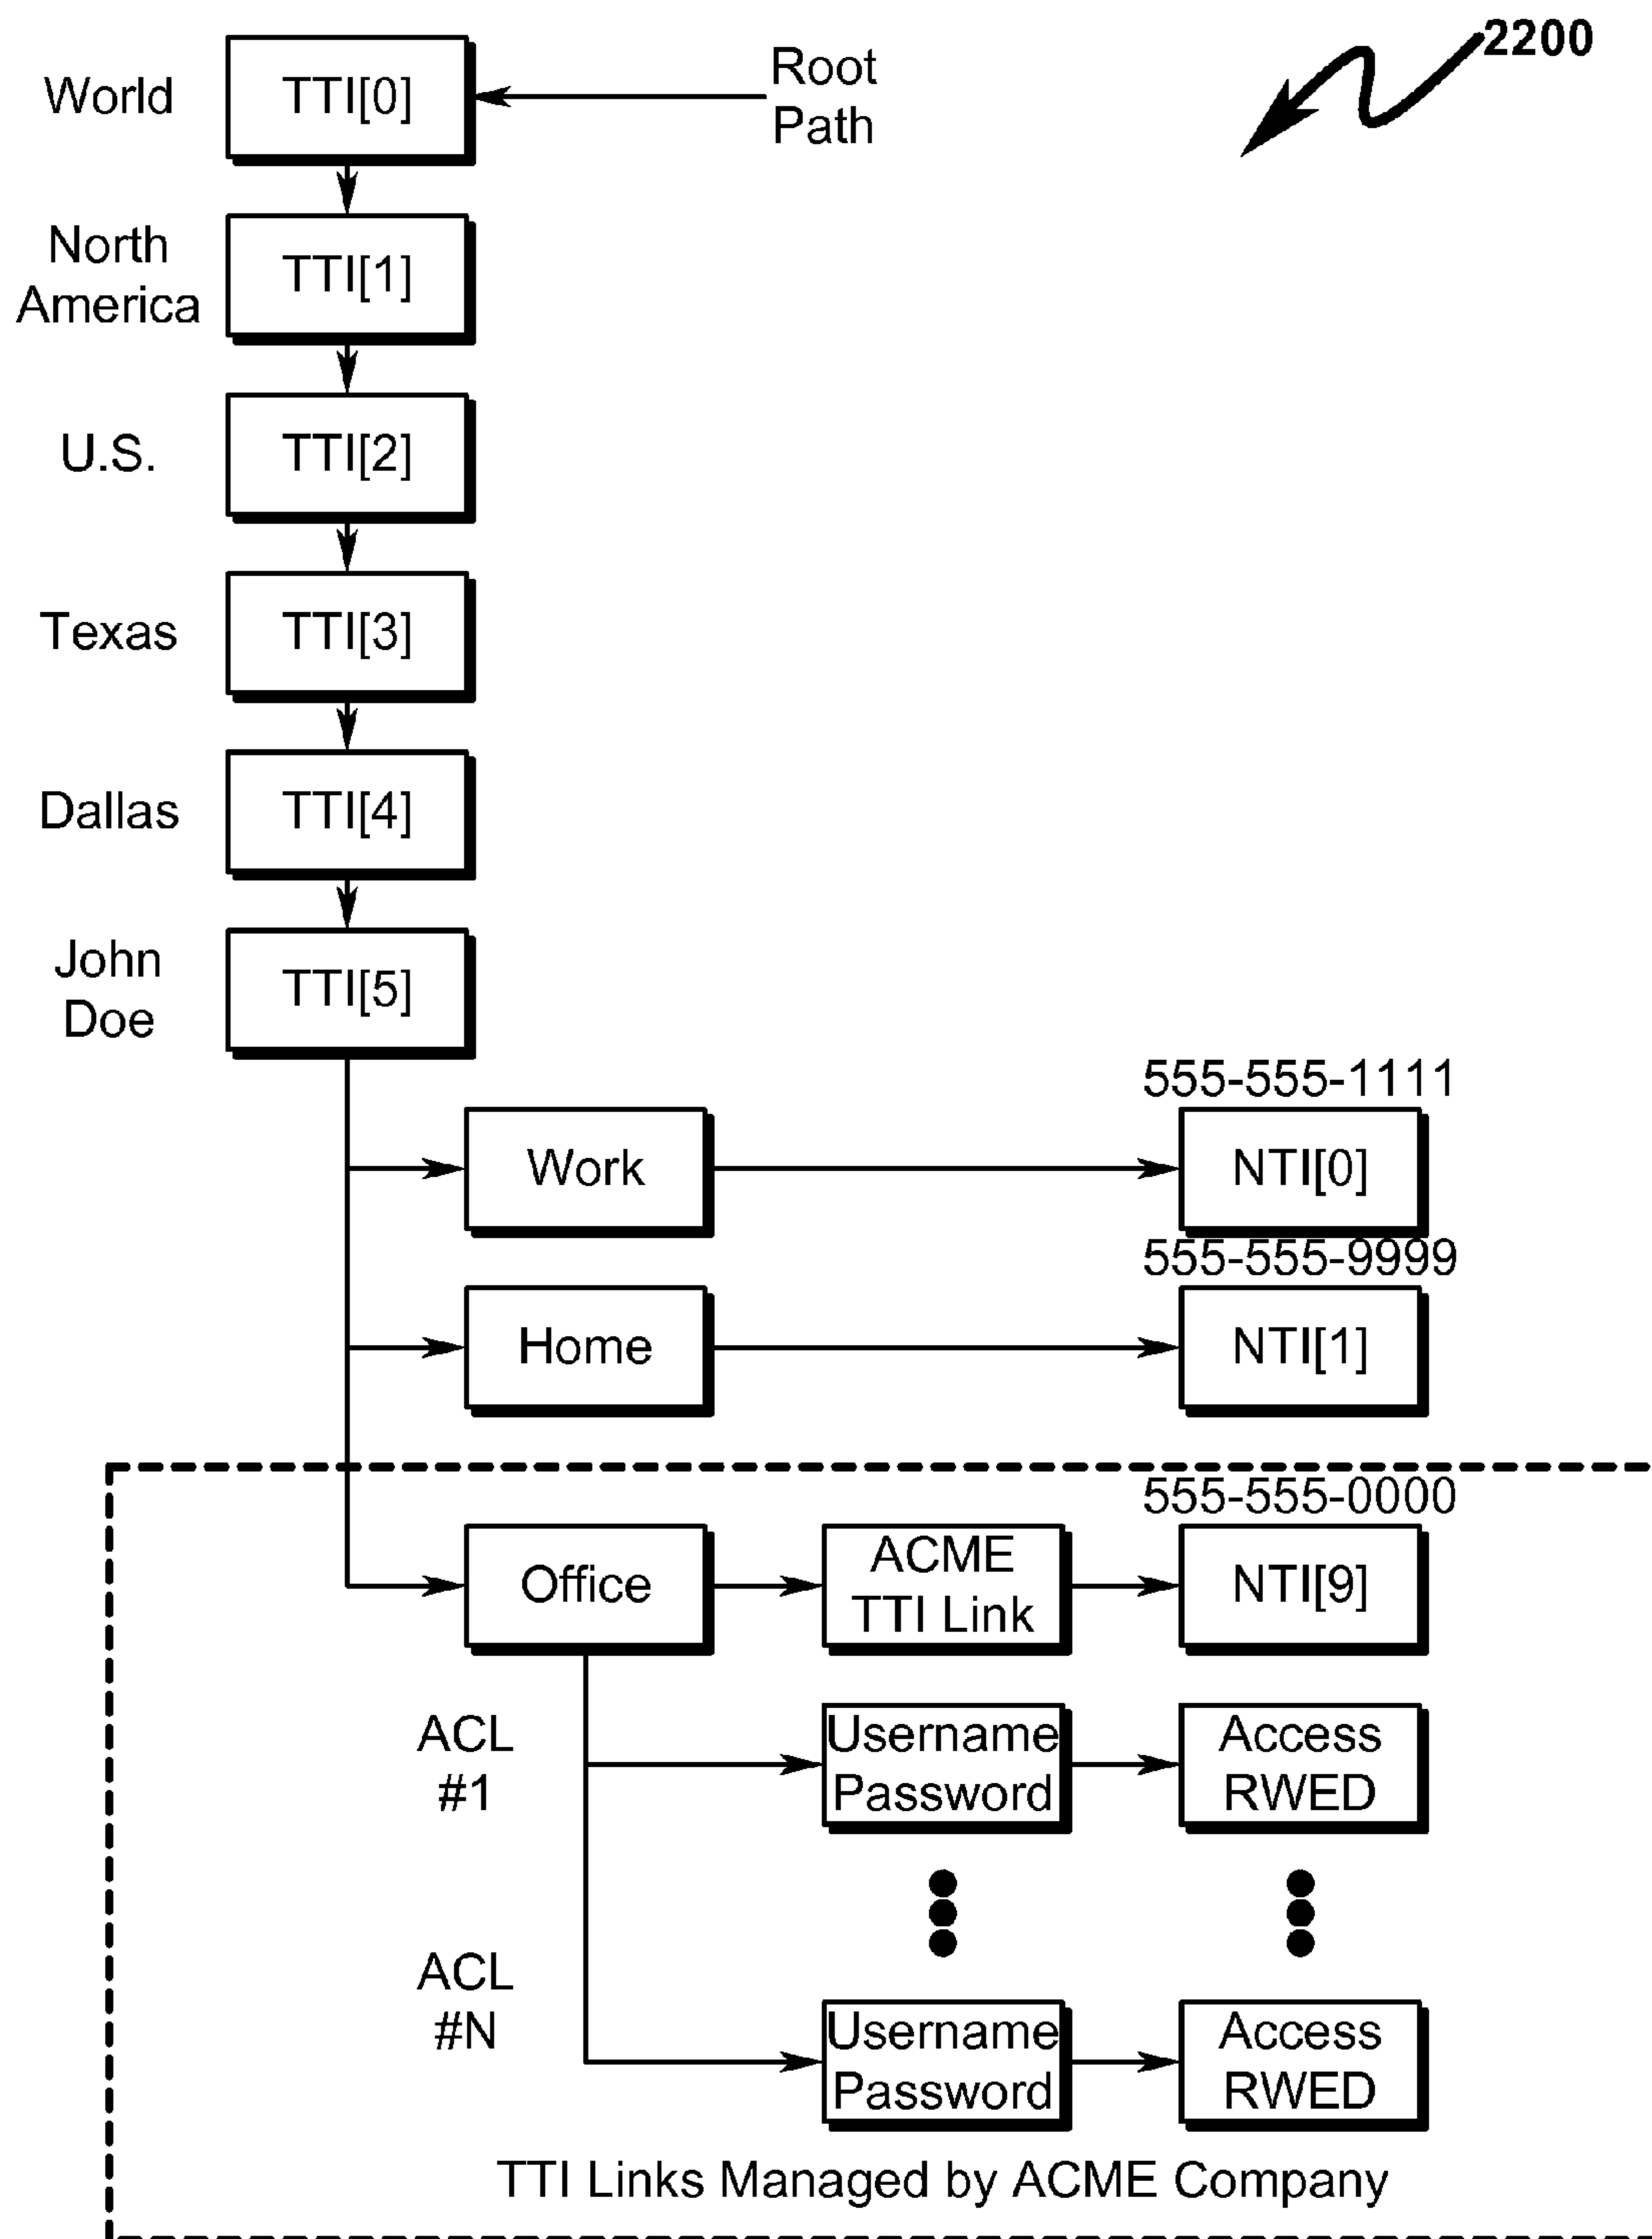 2200
World
TTI[0]
Root
Path
North
America
TTI[1]
U.S.
TTI[2]
Texas
TTI[3]
Dallas
TTI[4]
John
Doe
TTI[5]
555-555-1111
Work
NTI[0]
555-555-9999
Home
NTI[1]
555-555-0000
Office
ACME
TTI Link
NTI[9]
ACL
#1
Username
Password
Access
RWED
ACL
#N
Username
Password
Access
RWED
TTI Links Managed by ACME Company